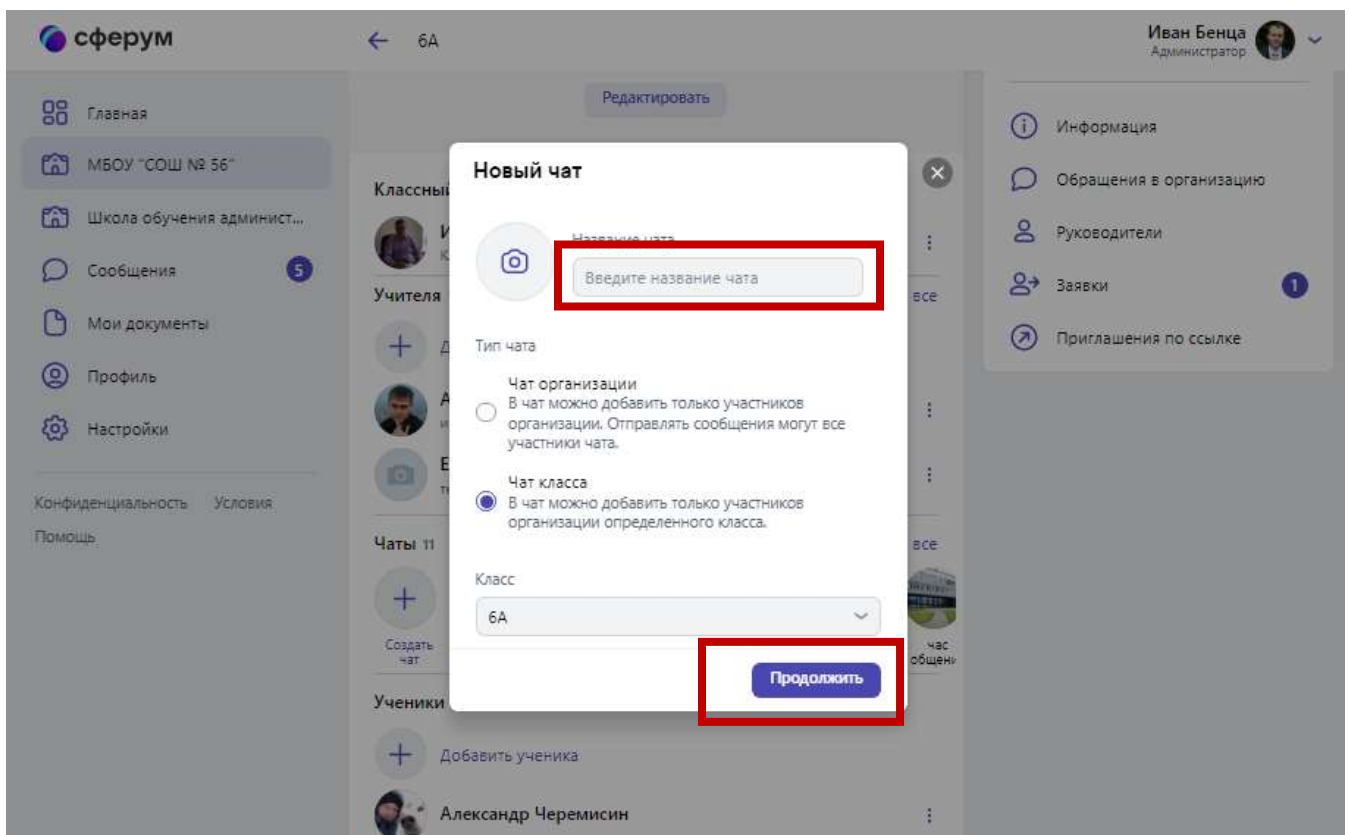 сферум
6А
Иван Бенца
Администратор
Главная
МБОУ "СОШ № 56"
Школа обучения админист...
Сообщения
5
Мои документы
Профиль
Настройки
Конфиденциальность Условия
Помощь
Редактировать
Классный
Учителя
все
Чаты 11
все
Создать
чат
час
общени
Ученики
Добавить ученика
Александр Черемисин
Новый чат
Название чата
Введите название чата
Тип чата
Чат организации
В чат можно добавить только участников
организации. Отправлять сообщения могут все
участники чата.
Чат класса
В чат можно добавить только участников
организации определенного класса.
Класс
6А
Продолжить
Информация
Обращения в организацию
Руководители
Заявки
1
Приглашения по ссылке